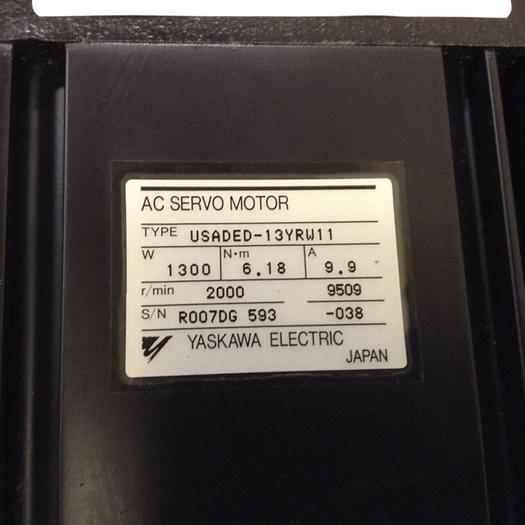 AC SERVO MOTOR
TYPE USADED-13YRW11
W 1300 N·m 6.18 A 9.9
r/min 2000 9509
S/N R007DG 593 -038
YASKAWA ELECTRIC
JAPAN